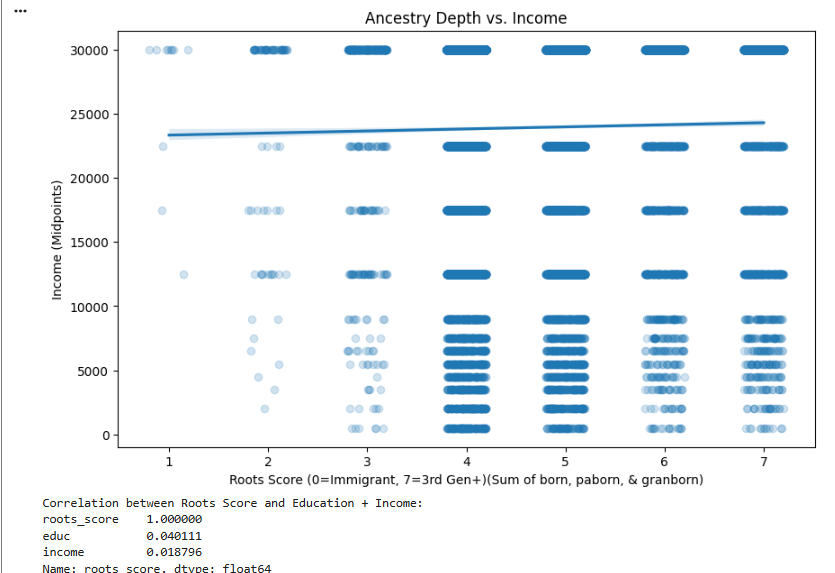 ...
Ancestry Depth vs. Income
30000
25000
20000
15000
10000
5000
0
Income (Midpoints)
1 2 3 4 5 6 7
Roots Score (0=Immigrant, 7=3rd Gen+)(Sum of born, paborn, & granborn)
Correlation between Roots Score and Education + Income:
roots_score 1.000000
educ 0.040111
income 0.018796
Name: roots_score, dtype: float64